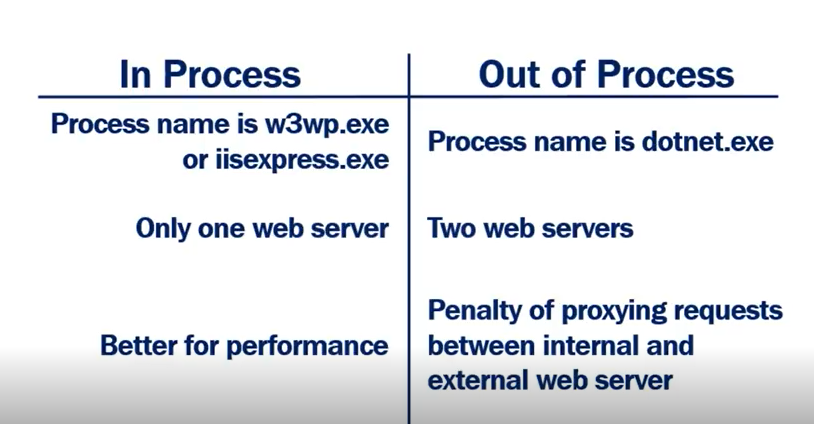 In Process
Out of Process
Process name is w3wp.exe
or iisexpress.exe
Process name is dotnet.exe
Only one web server
Two web servers
Better for performance
Penalty of proxying requests
between internal and
external web server